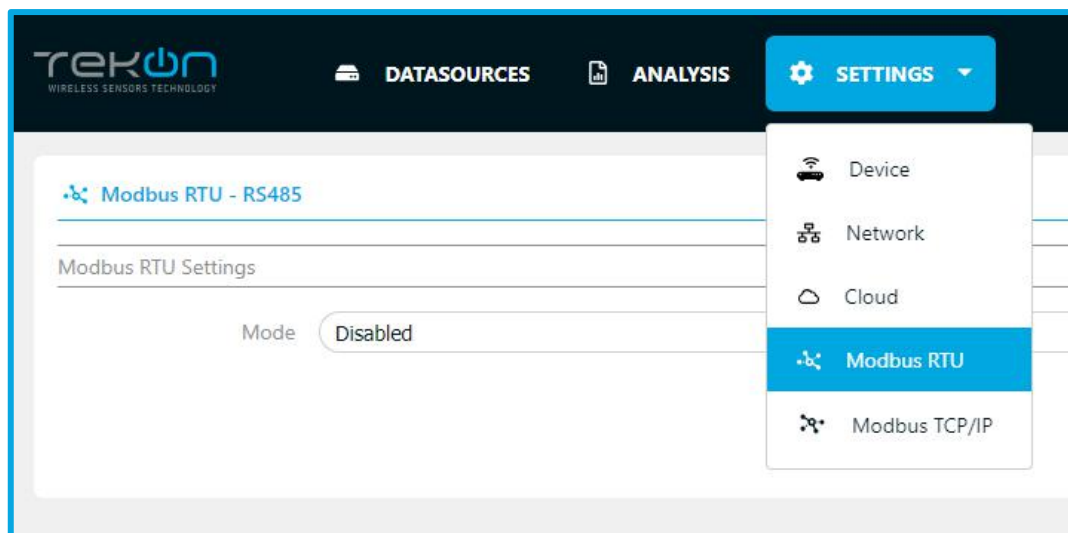 TEKON
WIRELESS SENSORS TECHNOLOGY
DATASOURCES
ANALYSIS
SETTINGS
Device
Network
Cloud
Modbus RTU
Modbus TCP/IP
Modbus RTU - RS485
Modbus RTU Settings
Mode
Disabled